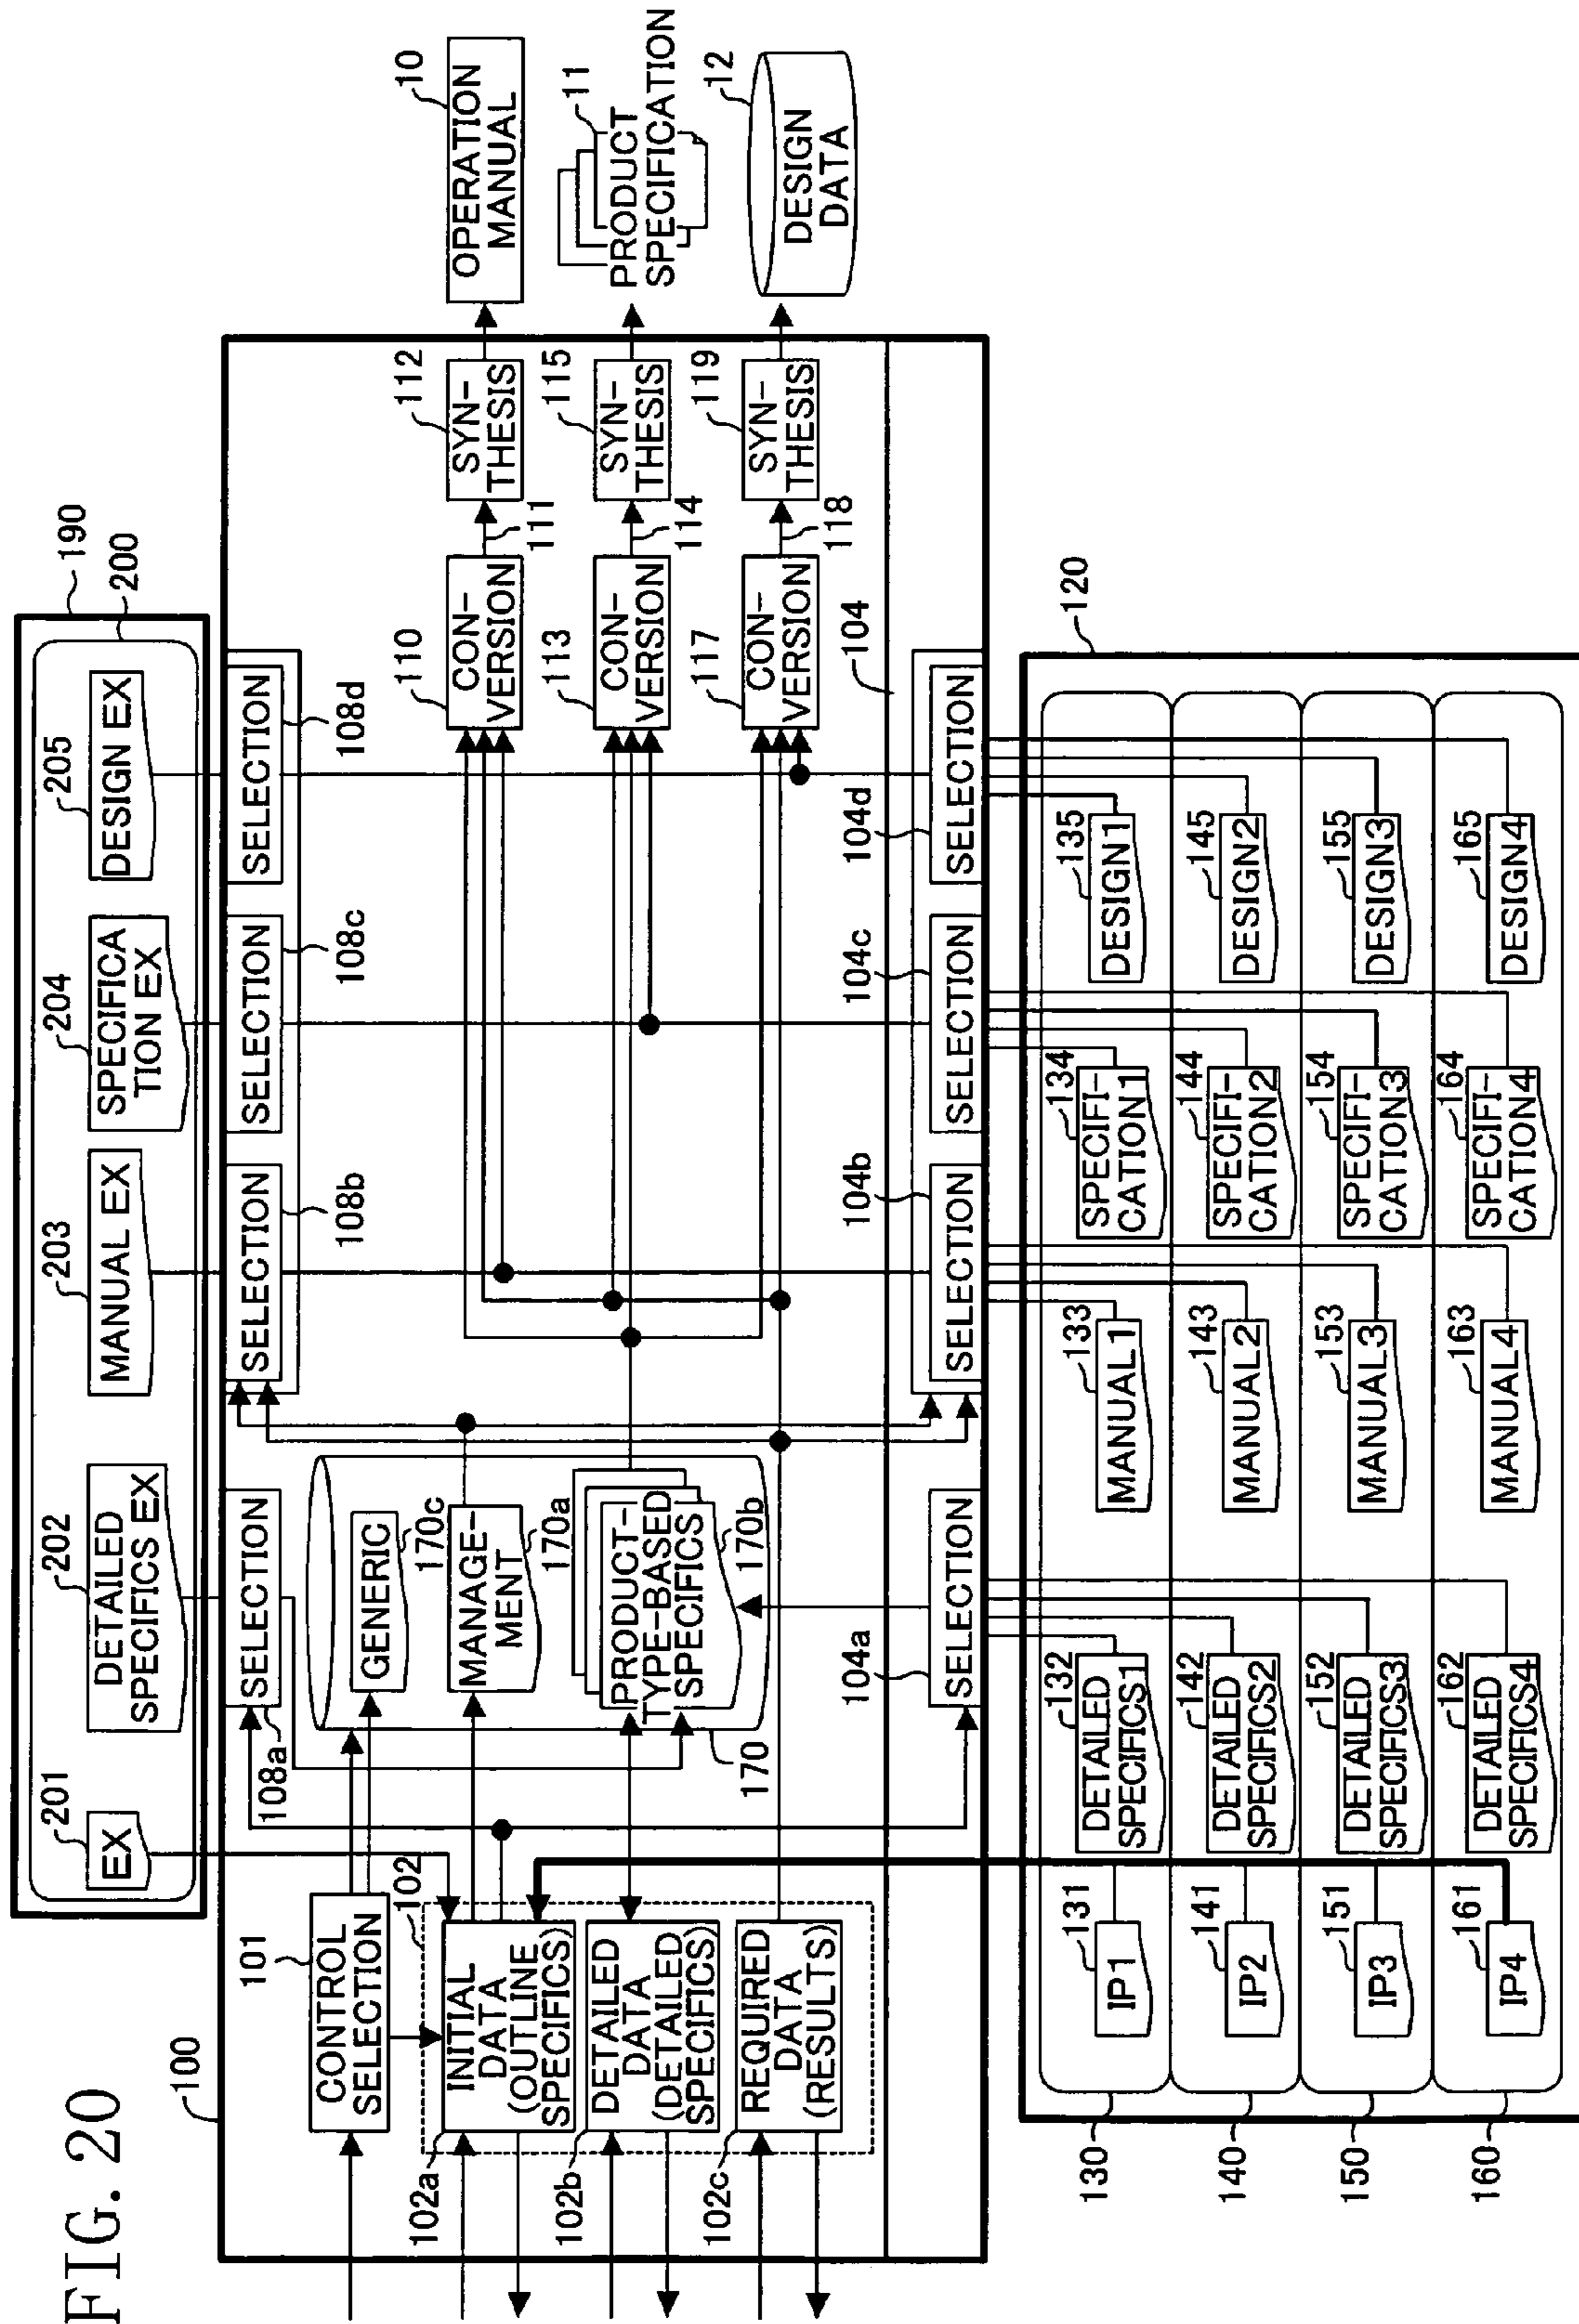 FIG. 20
190
200
201
EX
202
DETAILED
SPECIFICS EX
203
MANUAL EX
204
SPECIFICA
TION EX
205
DESIGN EX
100
101
CONTROL
SELECTION
102
102a
INITIAL
DATA
(OUTLINE
SPECIFICS)
102b
DETAILED
DATA
(DETAILED
SPECIFICS)
102c
REQUIRED
DATA
(RESULTS)
108a
SELECTION
108b
SELECTION
108c
SELECTION
108d
SELECTION
GENERIC
170c
MANAGE-
MENT
170a
PRODUCT-
TYPE-BASED
SPECIFICS
170b
170
110
CON-
VERSION
111
112
SYN-
THESIS
10
OPERATION
MANUAL
113
CON-
VERSION
114
115
SYN-
THESIS
11
PRODUCT
SPECIFICATION
117
CON-
VERSION
118
119
SYN-
THESIS
12
DESIGN
DATA
104
104a
SELECTION
104b
SELECTION
104c
SELECTION
104d
SELECTION
120
130
131
IP1
132
DETAILED
SPECIFICS1
133
MANUAL1
134
SPECIFI-
CATION1
135
DESIGN1
140
141
IP2
142
DETAILED
SPECIFICS2
143
MANUAL2
144
SPECIFI-
CATION2
145
DESIGN2
150
151
IP3
152
DETAILED
SPECIFICS3
153
MANUAL3
154
SPECIFI-
CATION3
155
DESIGN3
160
161
IP4
162
DETAILED
SPECIFICS4
163
MANUAL4
164
SPECIFI-
CATION4
165
DESIGN4